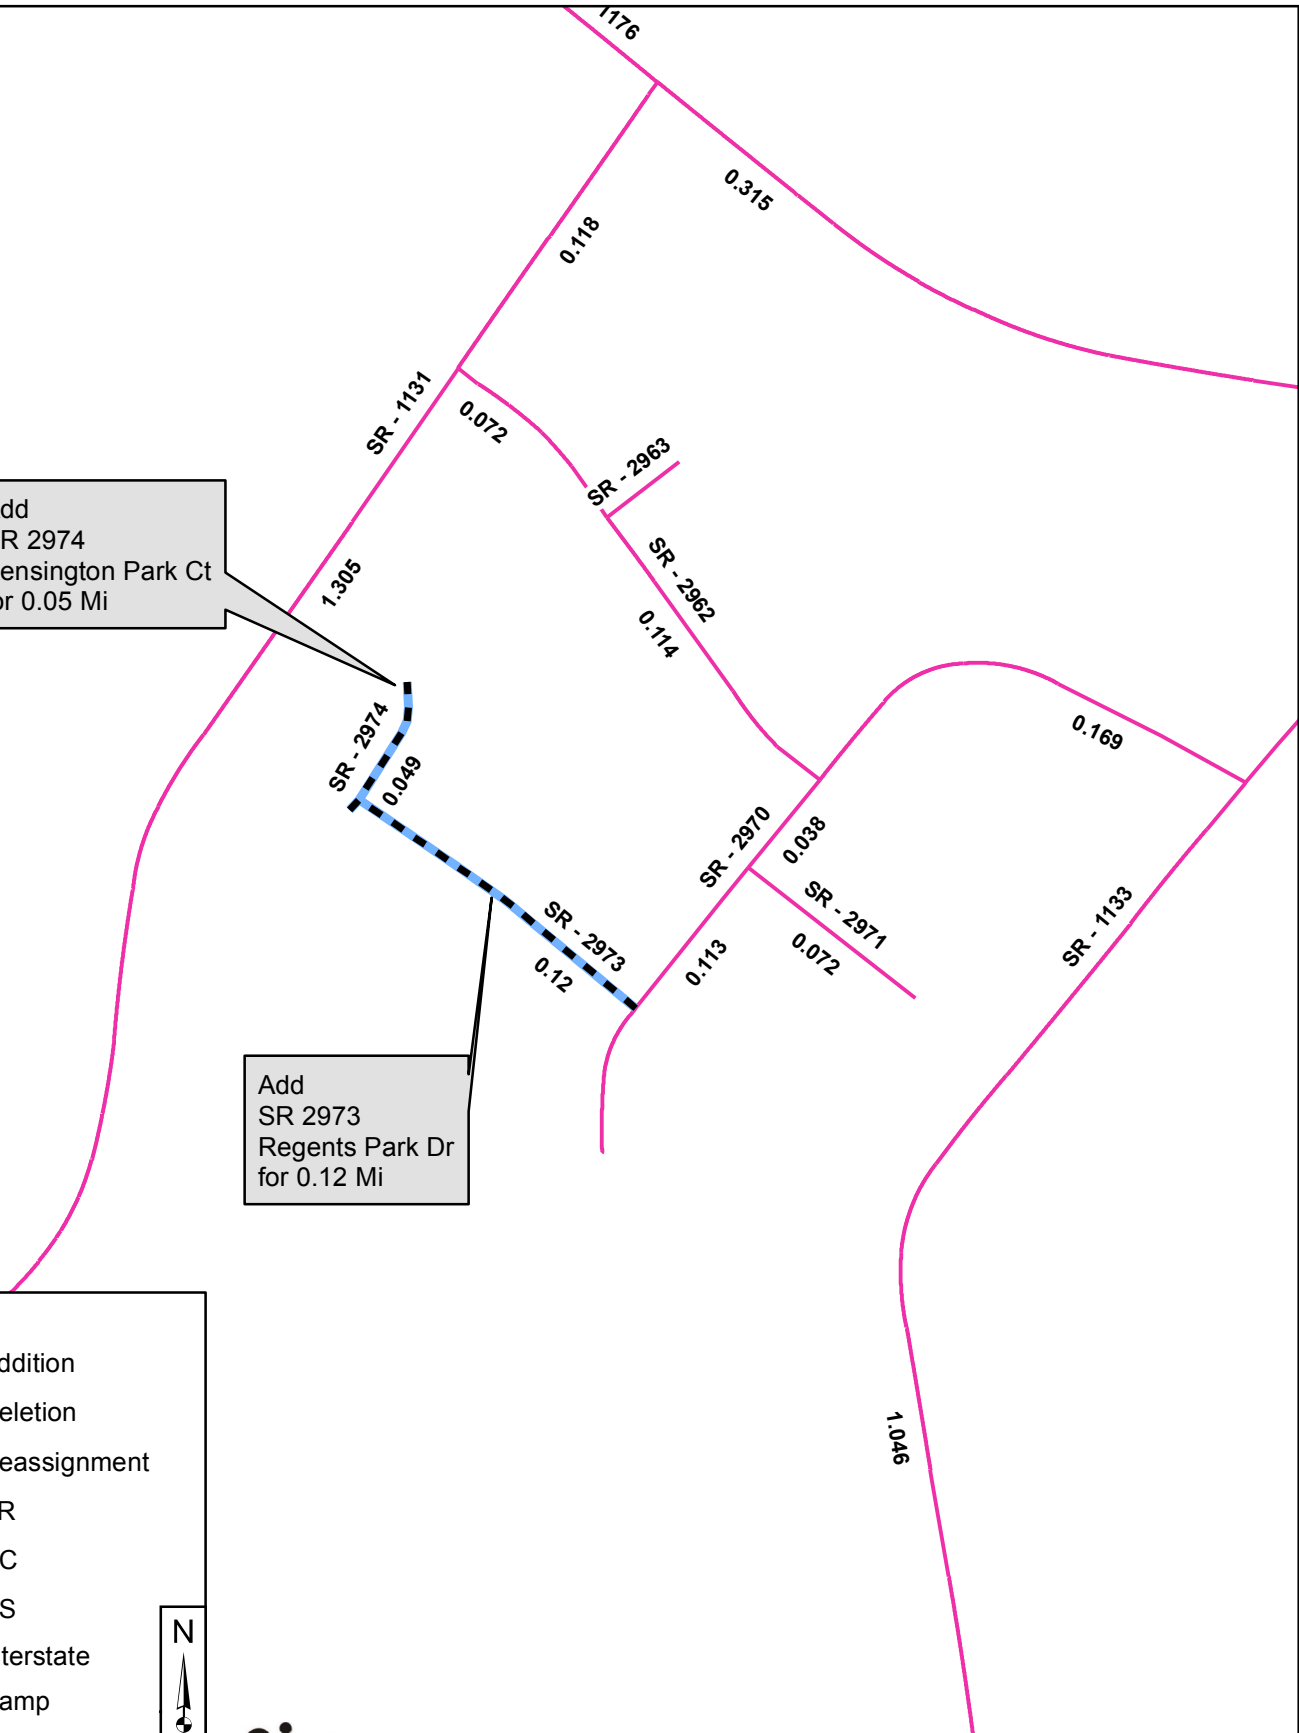 1176
0.315
0.118
SR - 1131
0.072
SR - 2963
dd
R 2974
ensington Park Ct
or 0.05 Mi
1.305
SR - 2962
0.114
SR - 2974
0.049
0.169
SR - 2970
0.038
SR - 2971
0.072
SR - 1133
SR - 2973
0.12
0.113
Add
SR 2973
Regents Park Dr
for 0.12 Mi
ddition
eletion
eassignment
R
C
S
terstate
amp
N
1.046